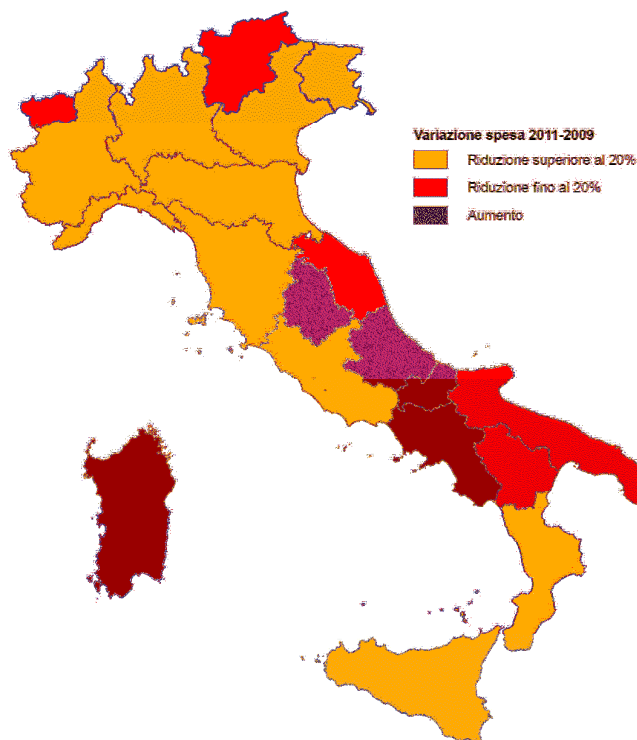 Variazione spesa 2011-2009
Riduzione superiore al 20%
Riduzione fino al 20%
Aumento